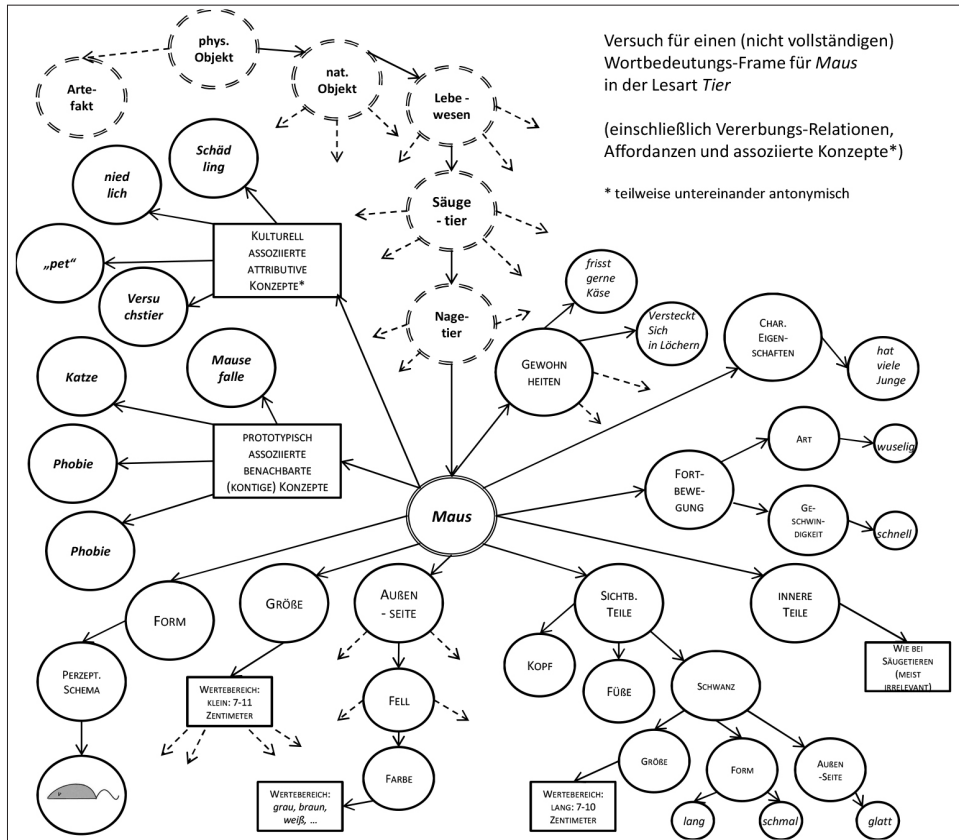 phys.
Objekt
Arte-
fakt
nat.
Objekt
Lebe -
wesen
Versuch für einen (nicht vollständigen)
Wortbedeutungs-Frame für Maus
in der Lesart Tier
(einschließlich Vererbungs-Relationen,
Affordanzen und assoziierte Konzepte*)
* teilweise untereinander antonymisch
Schäd
ling
nied
lich
„pet“
Versu
chstier
KULTURELL
ASSOZIIERTE
ATTRIBUTIVE
KONZEPTE*
Säuge
- tier
Nage-
tier
frisst
gerne
Käse
Versteckt
Sich
in Löchern
GEWOHN
HEITEN
CHAR.
EIGEN-
SCHAFTEN
hat
viele
Junge
Mause
falle
Katze
Phobie
Phobie
PROTOTYPISCH
ASSOZIIERTE
BENACHBARTE
(KONTIGE) KONZEPTE
Maus
FORT-
BEWE-
GUNG
ART
wuselig
GE-
SCHWIN-
DIGKEIT
schnell
FORM
PERZEPT.
SCHEMA
GRÖßE
WERTEBEREICH:
KLEIN: 7-11
ZENTIMETER
AUßEN
- SEITE
FELL
FARBE
WERTEBEREICH:
grau, braun,
weiß, ...
SICHTB.
TEILE
KOPF
FÜßE
SCHWANZ
GRÖßE
WERTEBEREICH:
LANG: 7-10
ZENTIMETER
FORM
lang
schmal
AUßEN
-SEITE
glatt
INNERE
TEILE
WIE BEI
SÄUGETIEREN
(MEIST
IRRELEVANT)